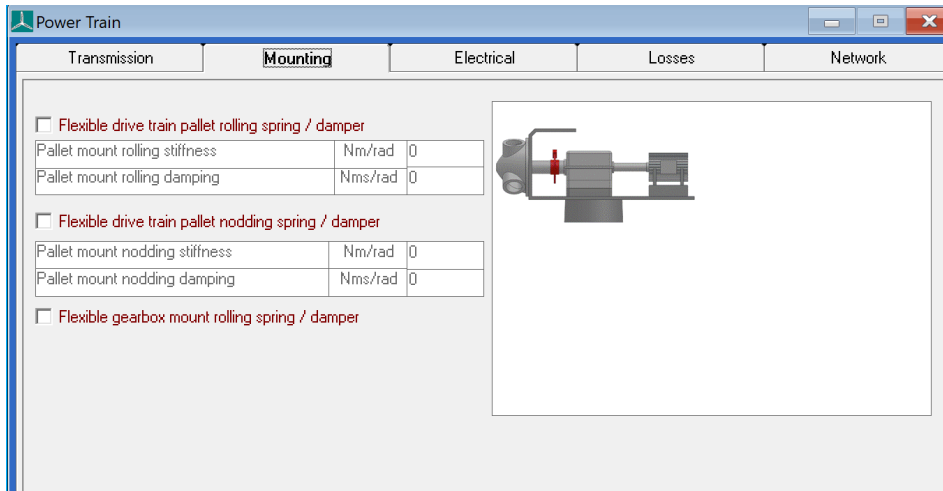 Power Train
Transmission Mounting Electrical Losses Network
Flexible drive train pallet rolling spring / damper
Pallet mount rolling stiffness Nm/rad 0
Pallet mount rolling damping Nms/rad 0
Flexible drive train pallet nodding spring / damper
Pallet mount nodding stiffness Nm/rad 0
Pallet mount nodding damping Nms/rad 0
Flexible gearbox mount rolling spring / damper